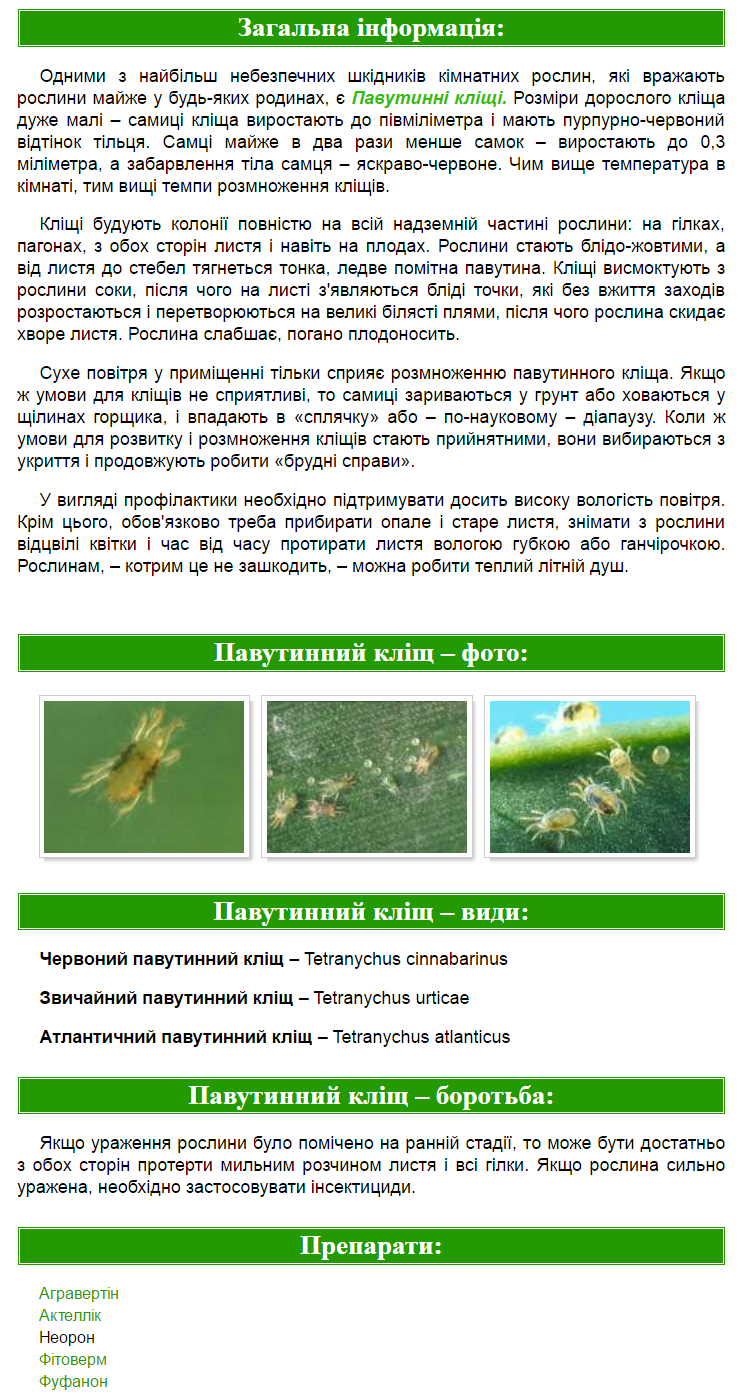 Загальна інформація:
Одними з найбільш небезпечних шкідників кімнатних рослин, які вражають
рослини майже у будь-яких родинах, є Павутинні кліщі. Розміри дорослого кліща
дуже малі – самиці кліща виростають до півміліметра і мають пурпурно-червоний
відтінок тільця. Самці майже в два рази менше самок – виростають до 0,3
міліметра, а забарвлення тіла самця – яскраво-червоне. Чим вище температура в
кімнаті, тим вищі темпи розмноження кліщів.
Кліщі будують колонії повністю на всій надземній частині рослини: на гілках,
пагонах, з обох сторін листя і навіть на плодах. Рослини стають блідо-жовтими, а
від листя до стебел тягнеться тонка, ледве помітна павутина. Кліщі висмоктують з
рослини соки, після чого на листі з'являються бліді точки, які без вжиття заходів
розростаються і перетворюються на великі білясті плями, після чого рослина скидає
хворе листя. Рослина слабшає, погано плодоносить.
Сухе повітря у приміщенні тільки сприяє розмноженню павутинного кліща. Якщо
ж умови для кліщів не сприятливі, то самиці зариваються у грунт або ховаються у
щілинах горщика, і впадають в «сплячку» або – по-науковому – діапаузу. Коли ж
умови для розвитку і розмноження кліщів стають прийнятними, вони вибираються з
укриття і продовжують робити «брудні справи».
У вигляді профілактики необхідно підтримувати досить високу вологість повітря.
Крім цього, обов'язково треба прибирати опале і старе листя, знімати з рослини
відцвілі квітки і час від часу протирати листя вологою губкою або ганчірочкою.
Рослинам, – котрим це не зашкодить, – можна робити теплий літній душ.
Павутинний кліщ – фото:
Павутинний кліщ – види:
Червоний павутинний кліщ – Tetranychus cinnabarinus
Звичайний павутинний кліщ – Tetranychus urticae
Атлантичний павутинний кліщ – Tetranychus atlanticus
Павутинний кліщ – боротьба:
Якщо ураження рослини було помічено на ранній стадії, то може бути достатньо
з обох сторін протерти мильним розчином листя і всі гілки. Якщо рослина сильно
уражена, необхідно застосовувати інсектициди.
Препарати:
Агравертін
Актеллік
Неорон
Фітоверм
Фуфанон